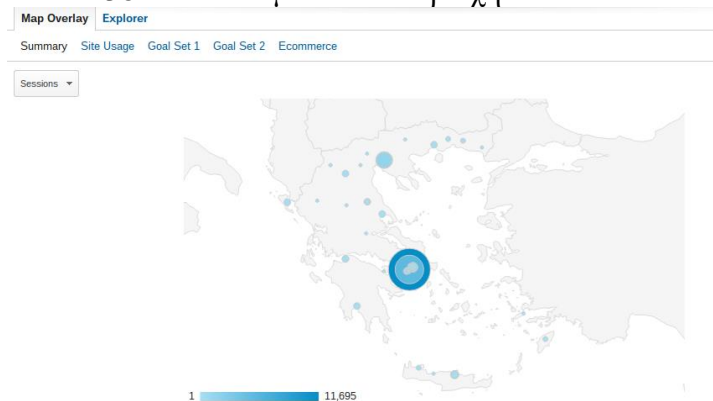 Map Overlay Explorer
Summary Site Usage Goal Set 1 Goal Set 2 Ecommerce
Sessions
1 11,695